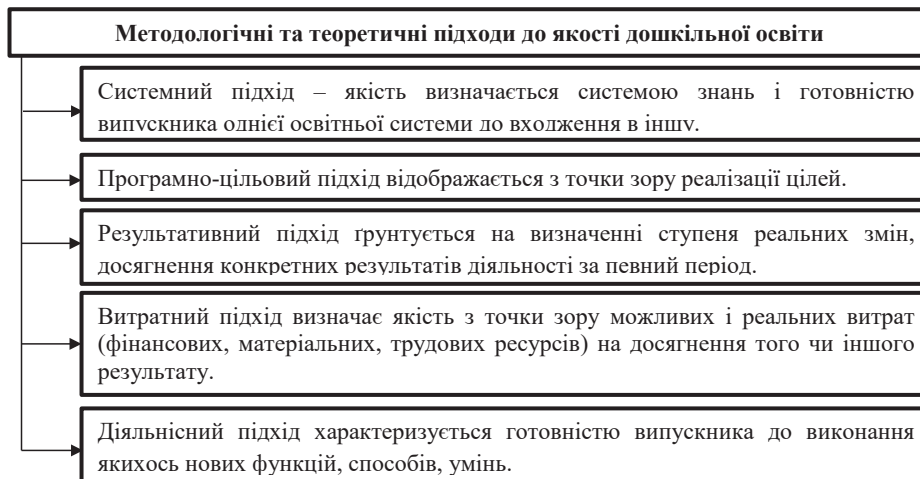 Методологічні та теоретичні підходи до якості дошкільної освіти
Системний підхід – якість визначається системою знань і готовністю
випускника однієї освітньої системи до входження в іншу.
Програмно-цільовий підхід відображається з точки зору реалізації цілей.
Результативний підхід ґрунтується на визначенні ступеня реальних змін,
досягнення конкретних результатів діяльності за певний період.
Витратний підхід визначає якість з точки зору можливих і реальних витрат
(фінансових, матеріальних, трудових ресурсів) на досягнення того чи іншого
результату.
Діяльнісний підхід характеризується готовністю випускника до виконання
якихось нових функцій, способів, умінь.